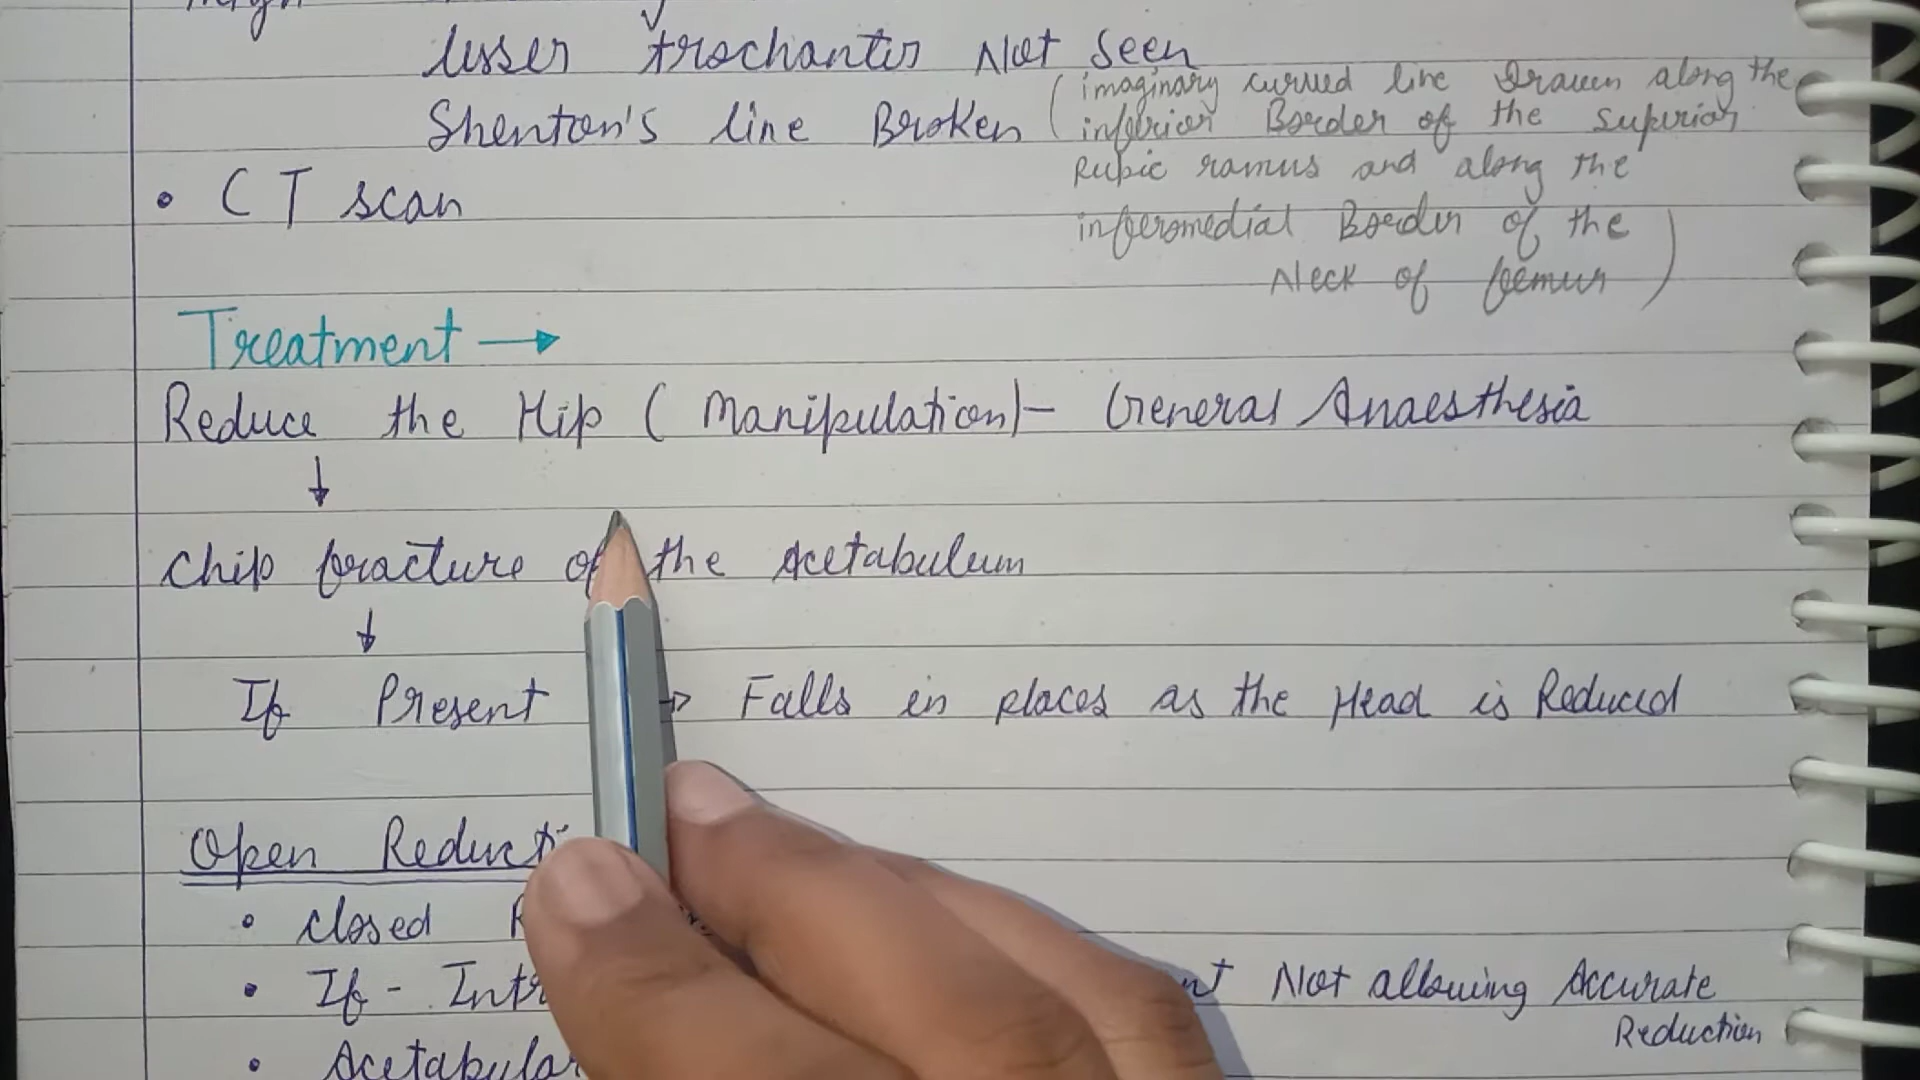 Lesser trochanter Not seen
Shenton's line Broken (imaginary curved line Drawn along the
inferior Border of the superior
Pubic ramus and along the
• CT scan
inferomedial Border of the
Neck of femur)
Treatment →
Reduce the Hip (Manipulation) - General Anaesthesia
↓
Chip fracture of the Acetabulum
↓
If Present → Falls in places as the Head is Reduced
Open
• Closed
• If - Not allowing Accurate
Reduction
•